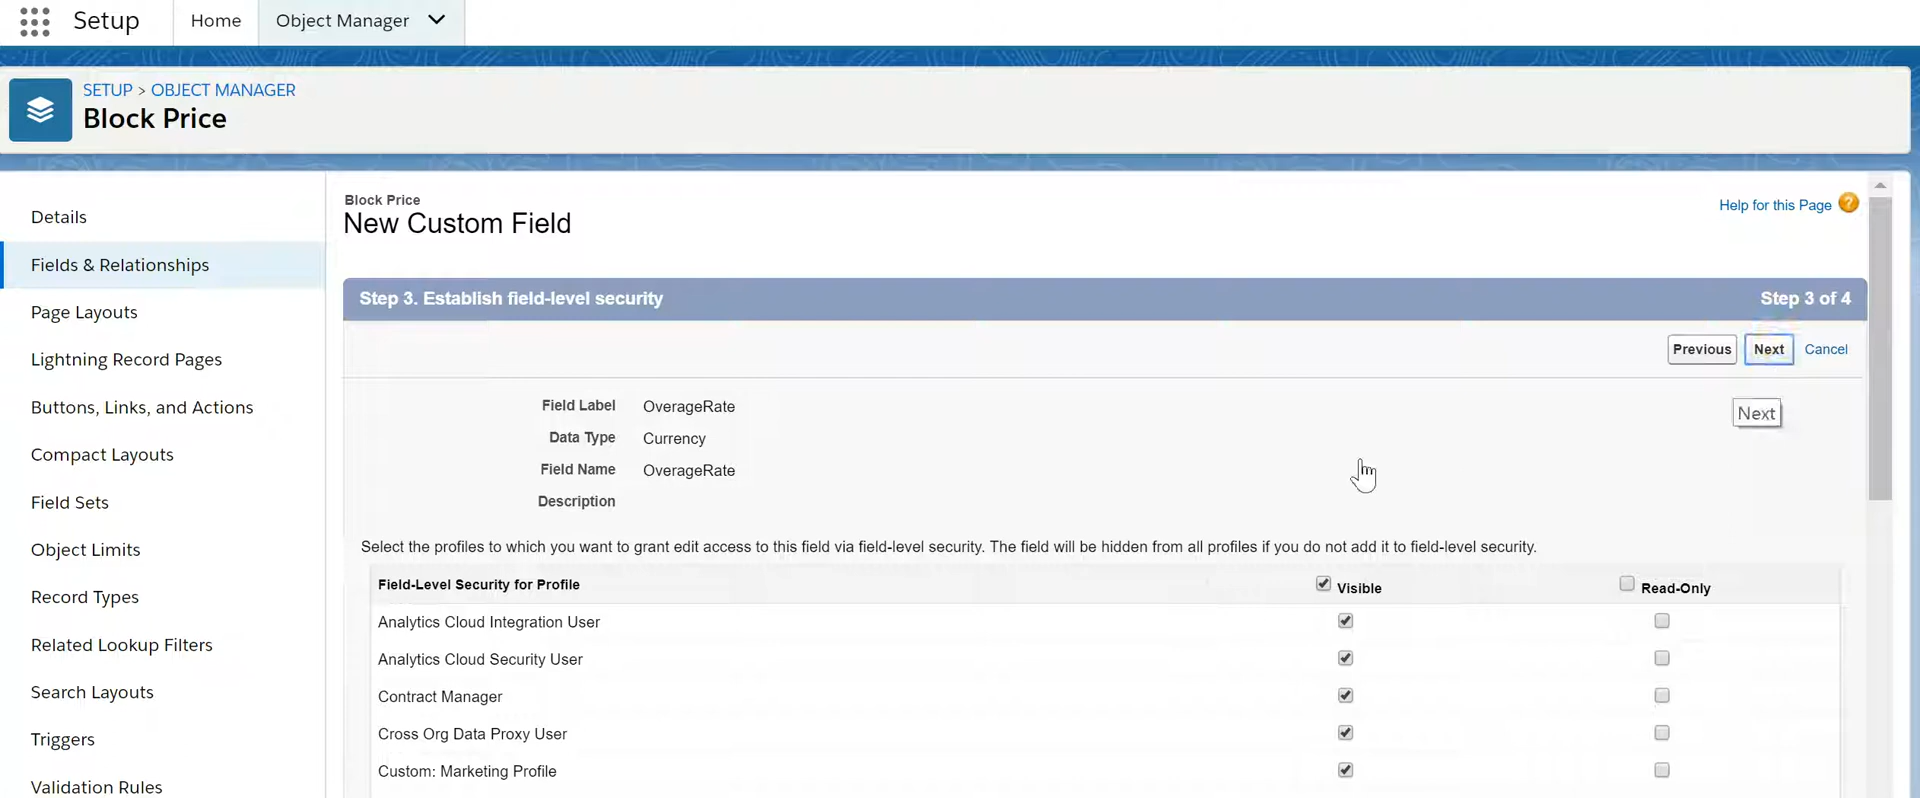 Setup
Home
Object Manager
SETUP > OBJECT MANAGER
Block Price
Details
Fields & Relationships
Page Layouts
Lightning Record Pages
Buttons, Links, and Actions
Compact Layouts
Field Sets
Object Limits
Record Types
Related Lookup Filters
Search Layouts
Triggers
Validation Rules
Block Price
New Custom Field
Help for this Page ?
Step 3. Establish field-level security
Step 3 of 4
Previous
Next
Cancel
Field Label OverageRate
Data Type Currency
Field Name OverageRate
Description
Next
Select the profiles to which you want to grant edit access to this field via field-level security. The field will be hidden from all profiles if you do not add it to field-level security.
Field-Level Security for Profile Visible Read-Only
Analytics Cloud Integration User
Analytics Cloud Security User
Contract Manager
Cross Org Data Proxy User
Custom: Marketing Profile